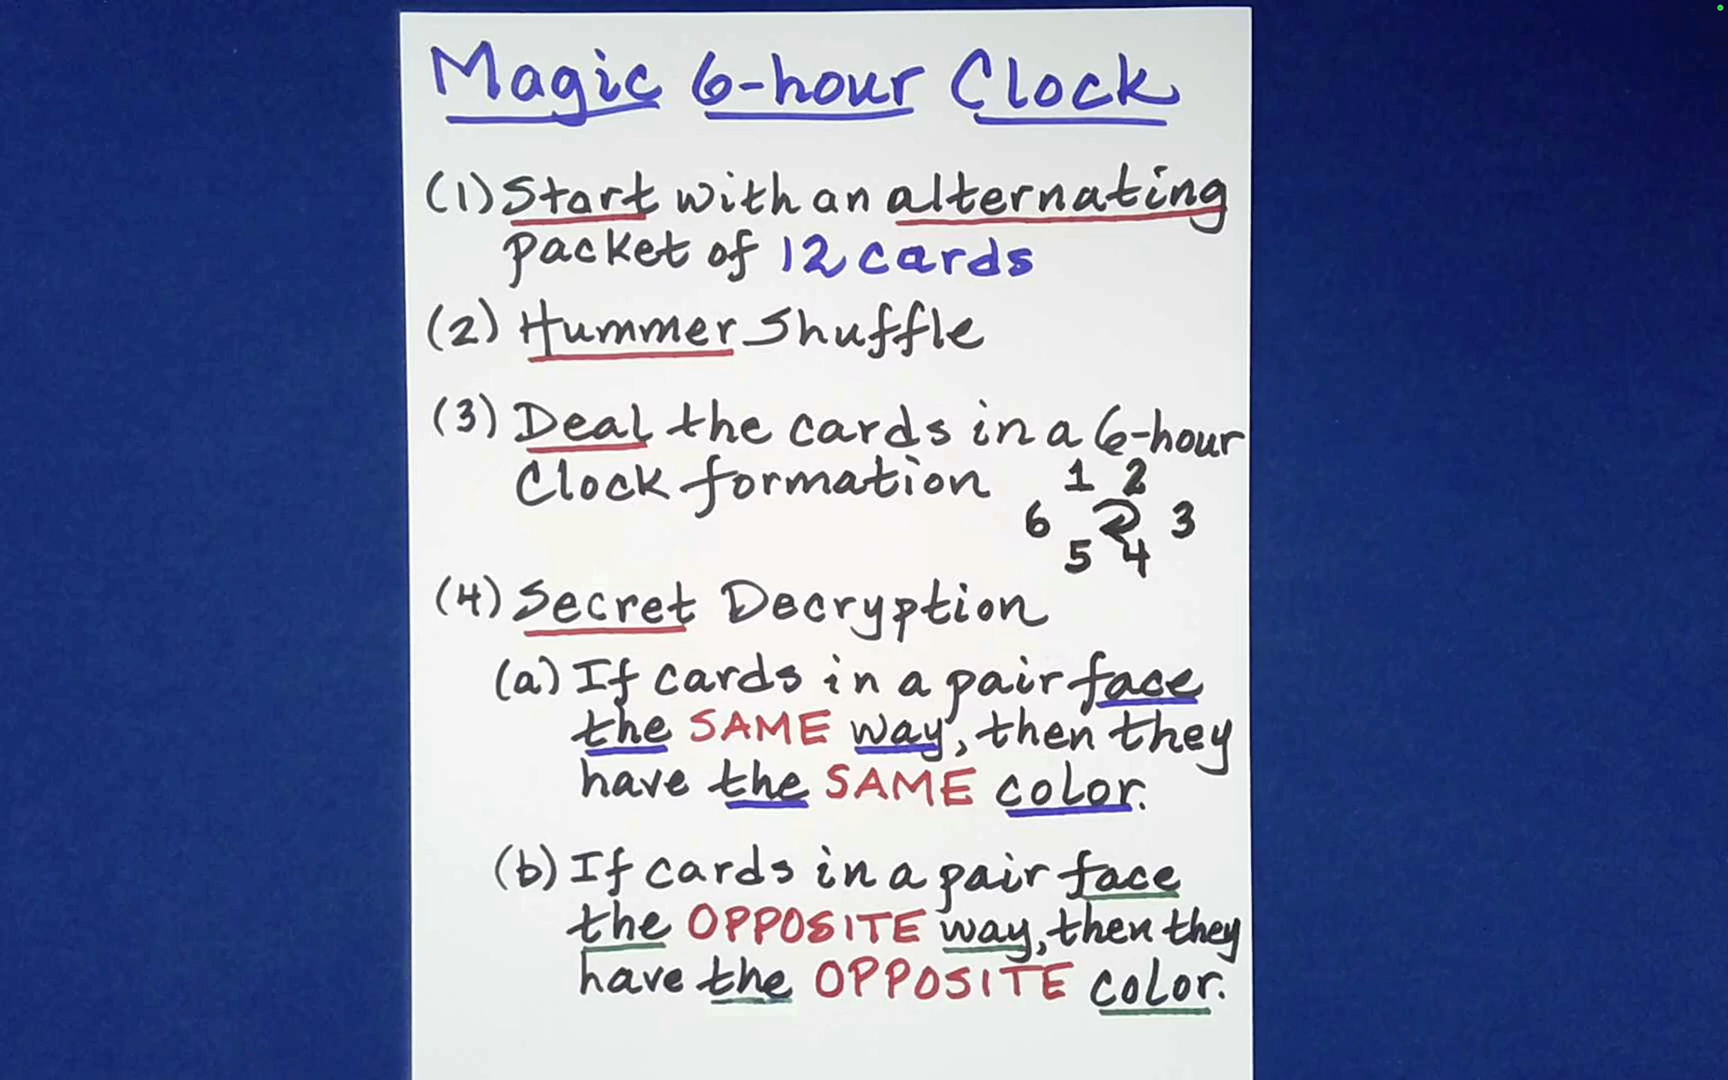 Magic 6-hour Clock
(1) Start with an alternating
packet of 12 cards
(2) Hummer Shuffle
(3) Deal the cards in a 6-hour
Clock formation
1 2
6 3
5 4
(4) Secret Decryption
(a) If cards in a pair face
the SAME way, then they
have the SAME color.
(b) If cards in a pair face
the OPPOSITE way, then they
have the OPPOSITE color.